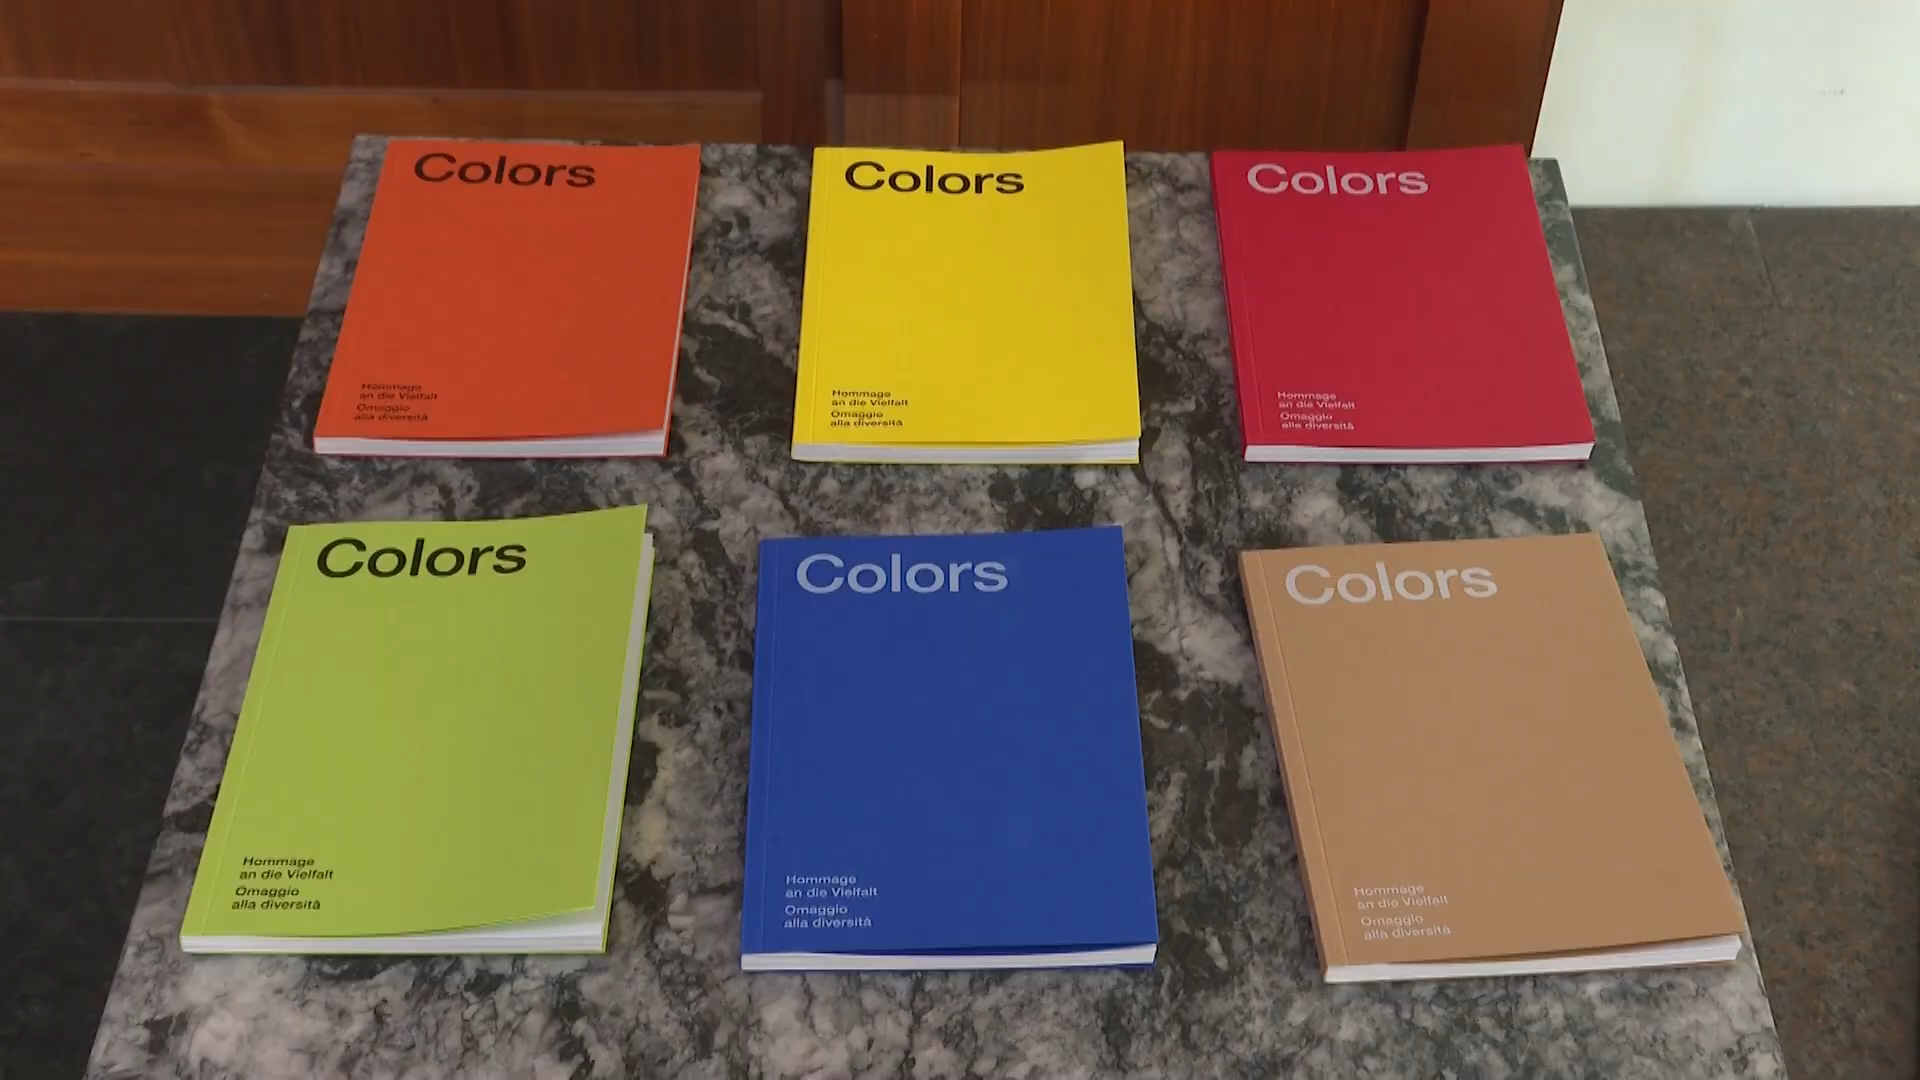 Colors
Hommage
an die Vielfalt
Omaggio
alla diversità
Colors
Hommage
an die Vielfalt
Omaggio
alla diversità
Colors
Hommage
an die Vielfalt
Omaggio
alla diversità
Colors
Hommage
an die Vielfalt
Omaggio
alla diversità
Colors
Hommage
an die Vielfalt
Omaggio
alla diversità
Colors
Hommage
an die Vielfalt
Omaggio
alla diversità